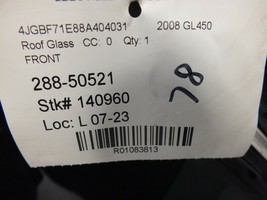 4JGBF71E88A404031 2008 GL450
Roof Glass CC: 0 Qty: 1
FRONT
288-50521
Stk# 140960
Loc: L 07-23
78
R01083813